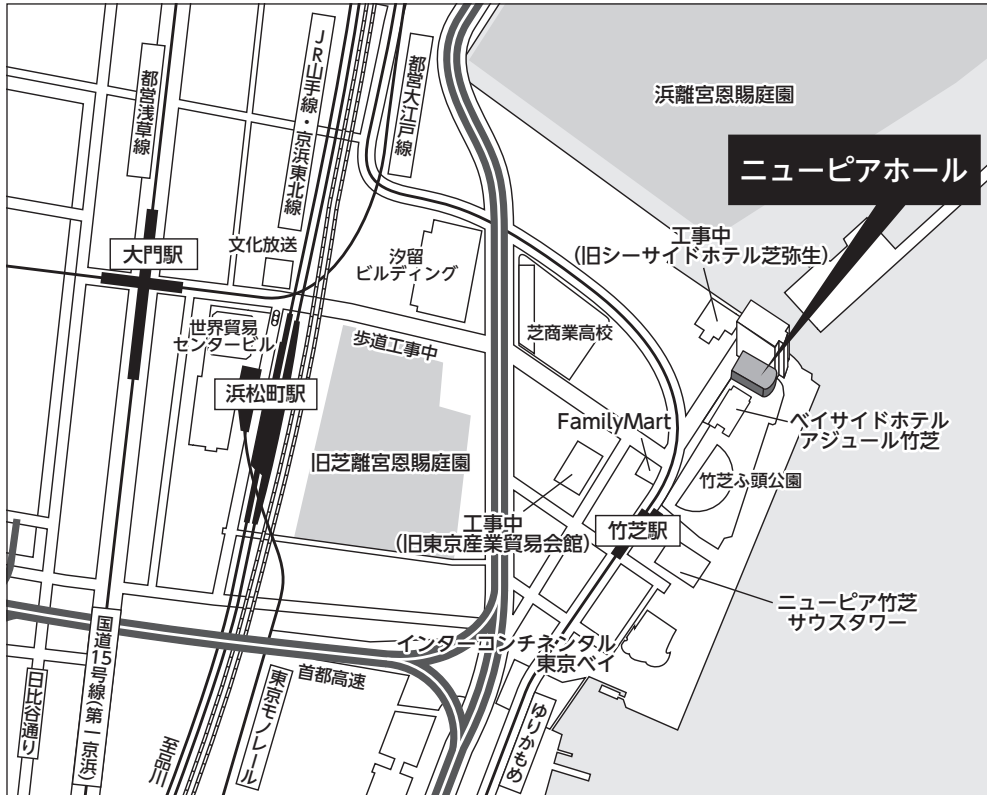 JR山手線・京浜東北線
都営浅草線
都営大江戸線
浜離宮恩賜庭園
ニューピアホール
大門駅
文化放送
汐留
ビルディング
工事中
(旧シーサイドホテル芝弥生)
世界貿易
センタービル
歩道工事中
芝商業高校
浜松町駅
FamilyMart
ベイサイドホテル
アジュール竹芝
旧芝離宮恩賜庭園
竹芝ふ頭公園
工事中
(旧東京産業貿易会館)
竹芝駅
ニューピア竹芝
サウスタワー
インターコンチネンタル
東京ベイ
首都高速
国道15号線(第一京浜)
日比谷通り
至品川
東京モノレール
ゆりかもめ